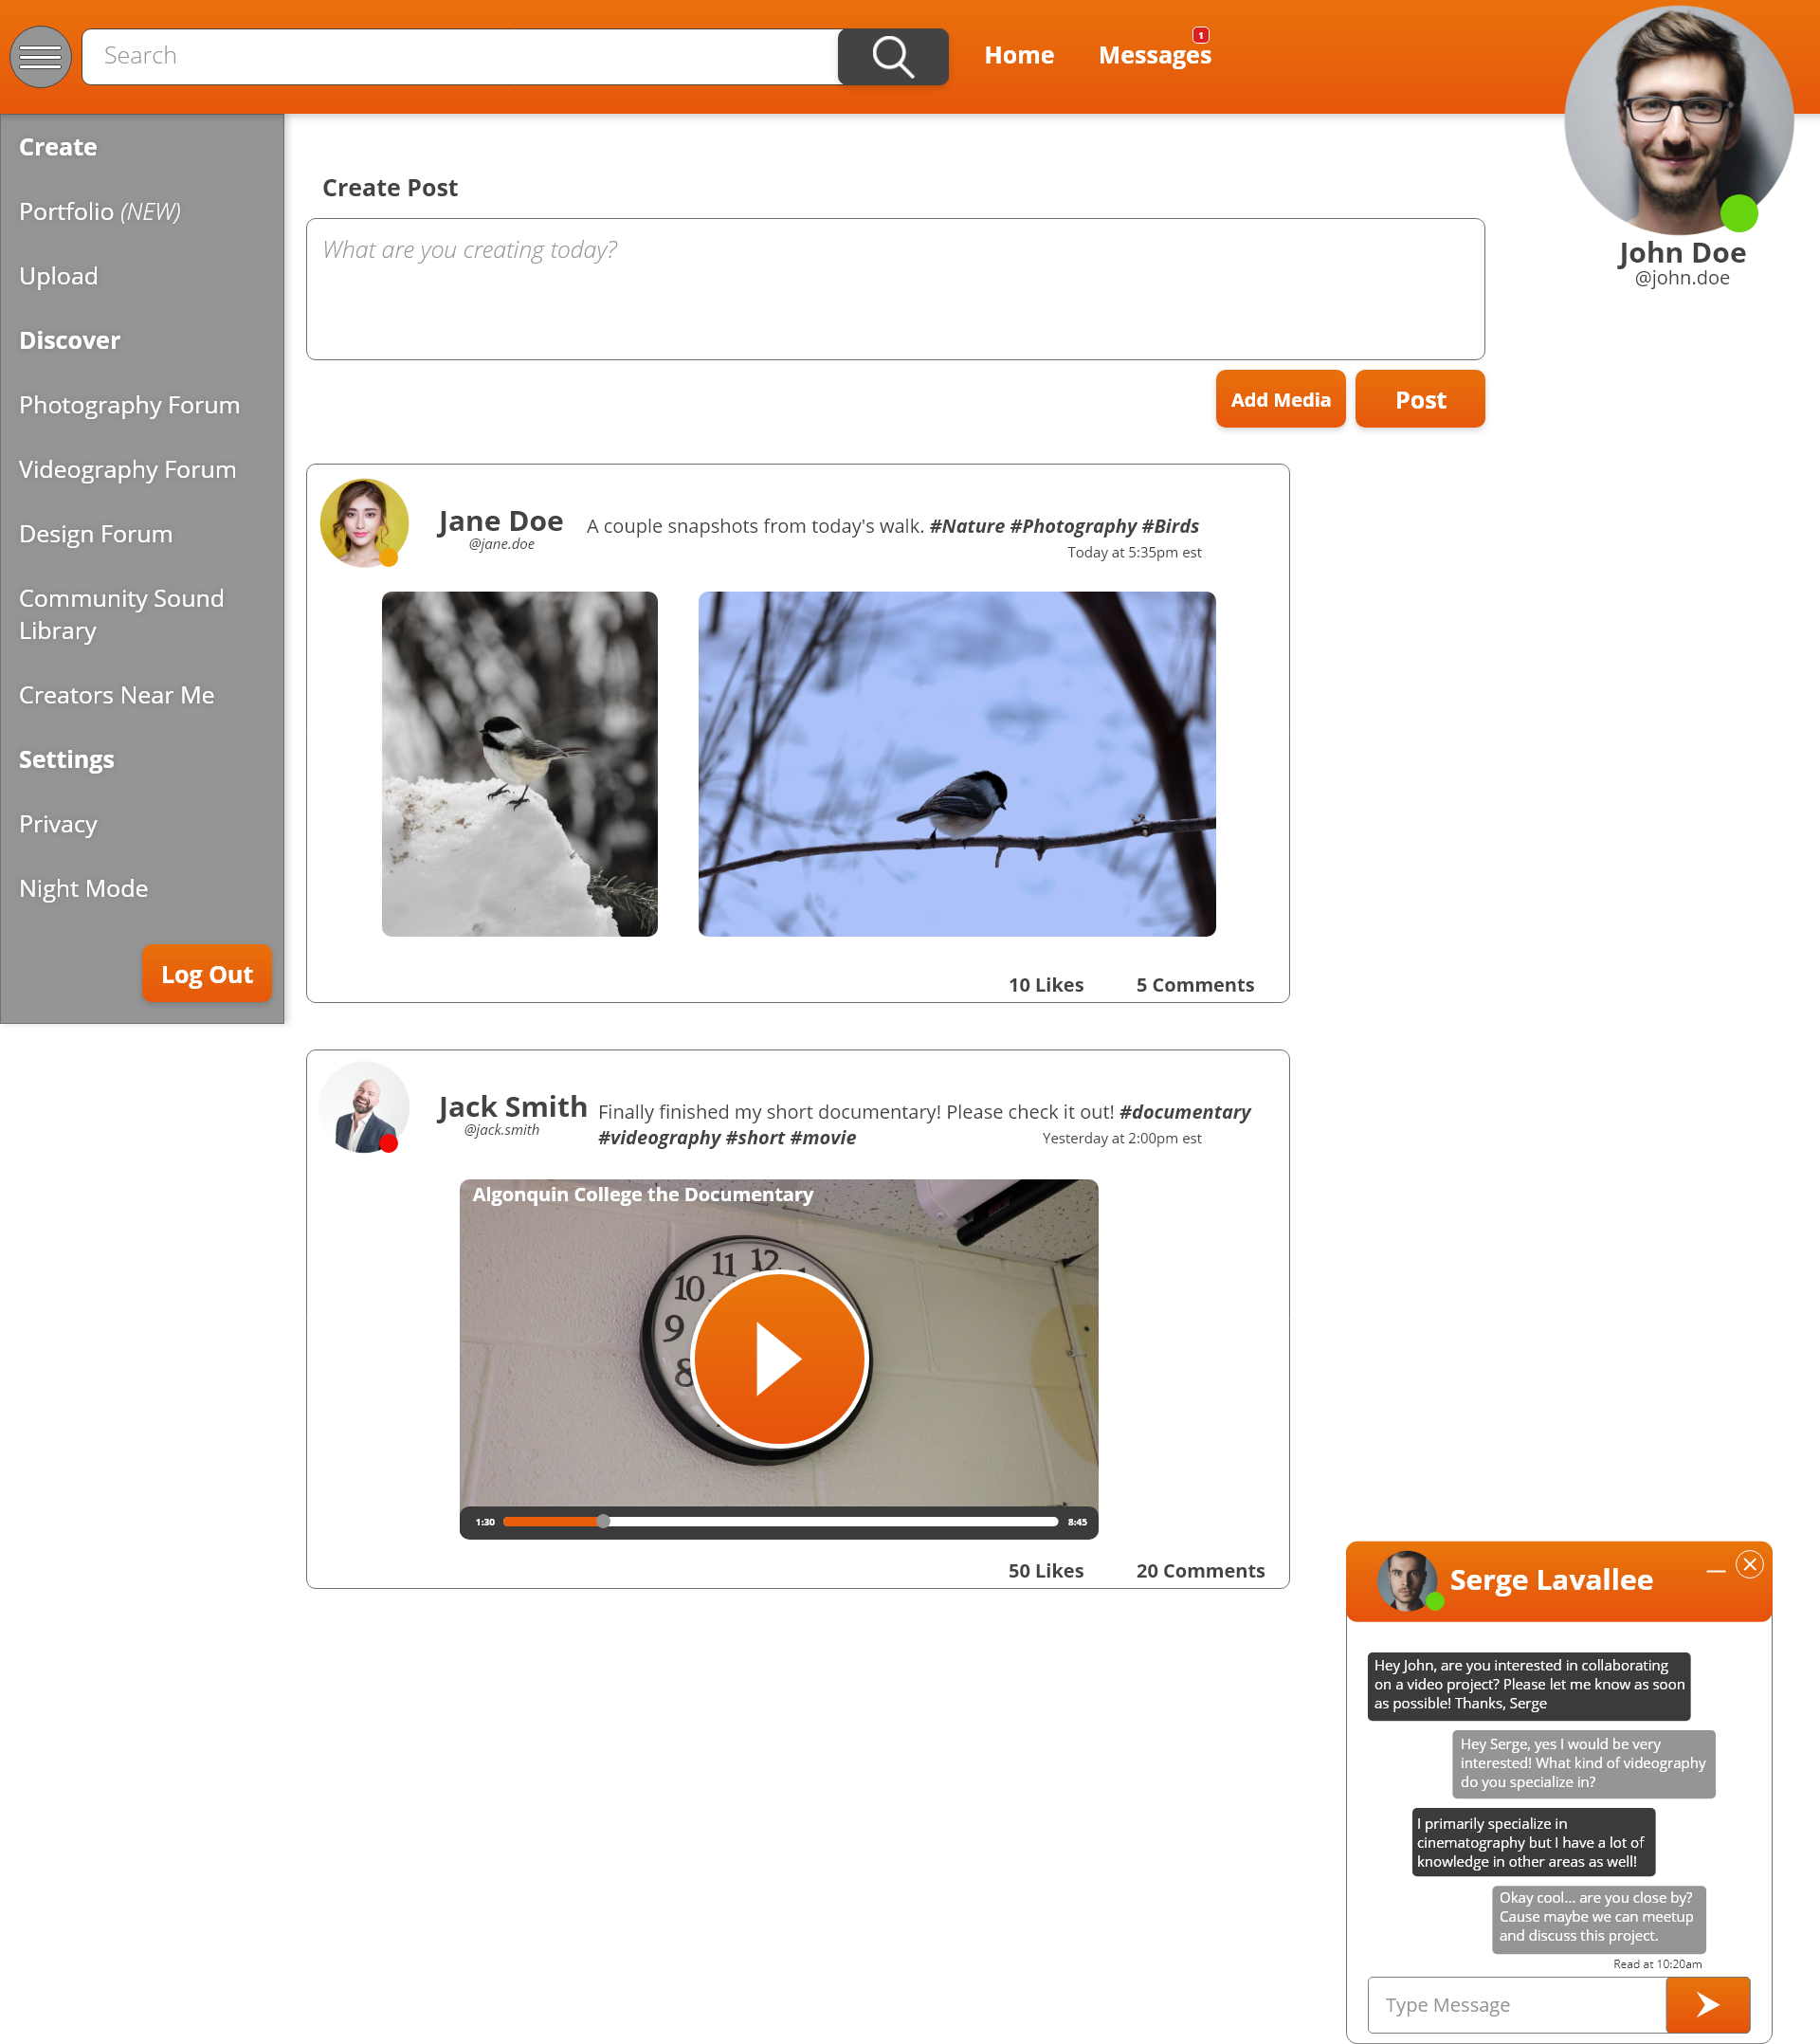 Search
Home
Messages
1
John Doe
@john.doe
Create
Portfolio (NEW)
Upload
Discover
Photography Forum
Videography Forum
Design Forum
Community Sound
Library
Creators Near Me
Settings
Privacy
Night Mode
Log Out
Create Post
What are you creating today?
Add Media
Post
Jane Doe
@jane.doe
A couple snapshots from today's walk. #Nature #Photography #Birds
Today at 5:35pm est
10 Likes
5 Comments
Jack Smith
@jack.smith
Finally finished my short documentary! Please check it out! #documentary
#videography #short #movie
Yesterday at 2:00pm est
Algonquin College the Documentary
11 12
10
9
8
1:30
8:45
50 Likes
20 Comments
Serge Lavallee
Hey John, are you interested in collaborating
on a video project? Please let me know as soon
as possible! Thanks, Serge
Hey Serge, yes I would be very
interested! What kind of videography
do you specialize in?
I primarily specialize in
cinematography but I have a lot of
knowledge in other areas as well!
Okay cool... are you close by?
Cause maybe we can meetup
and discuss this project.
Read at 10:20am
Type Message